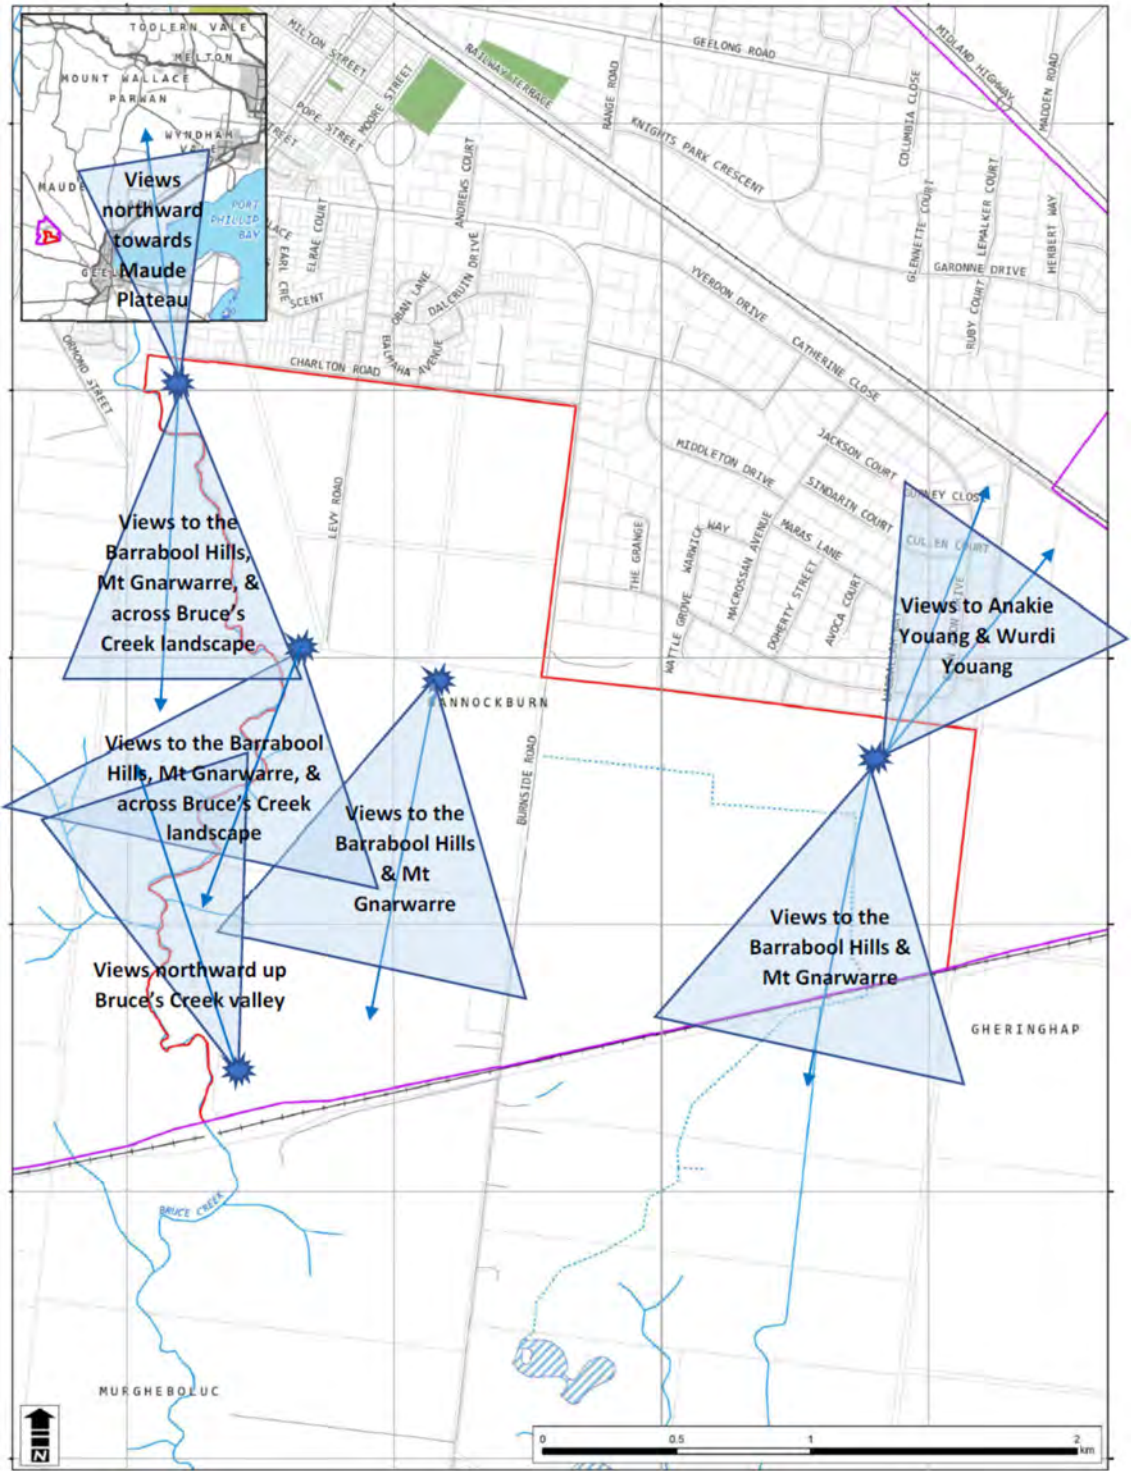 TOOLERN VALE
MELTON
MOUNT WALLACE
PARWAN
WYNDHAM
VALE
MAUDE
PORT
PHILLIP
BAY
Views
northward
towards
Maude
Plateau
MILTON STREET
RAILWAY TERRACE
GEELONG ROAD
MIDLAND HIGHWAY
MADDEN ROAD
POPE STREET
MOORE STREET
RANGE ROAD
KNIGHTS PARK CRESCENT
COLUMBIA CLOSE
ANDREWS COURT
GLENNETTE COURT
LEMALKER COURT
HERBERT WAY
EARL CRESCENT
ELRAE COURT
OBAN LANE
DALCRUIN DRIVE
BALMAHA AVENUE
GARONNE DRIVE
RUBY COURT
YVERDON DRIVE
CATHERINE CLOSE
ORMOND STREET
CHARLTON ROAD
LEVY ROAD
MIDDLETON DRIVE
JACKSON COURT
SINDARIN COURT
CULLEN COURT
THE GRANGE
WARWICK WAY
WATTLE GROVE
MACROSSAN AVENUE
MARAS LANE
DOHERTY STREET
AVOCA COURT
Views to the
Barrabool Hills,
Mt Gnarwarre, &
across Bruce's
Creek landscape
Views to Anakie
Youang & Wurdi
Youang
BANNOCKBURN
BURNSIDE ROAD
Views to the Barrabool
Hills, Mt Gnarwarre, &
across Bruce's Creek
landscape
Views to the
Barrabool Hills
& Mt
Gnarwarre
Views to the
Barrabool Hills &
Mt Gnarwarre
Views northward up
Bruce's Creek valley
GHERINGHAP
BRUCE CREEK
MURGHEBOLUC
N
0 0.5 1 2
km